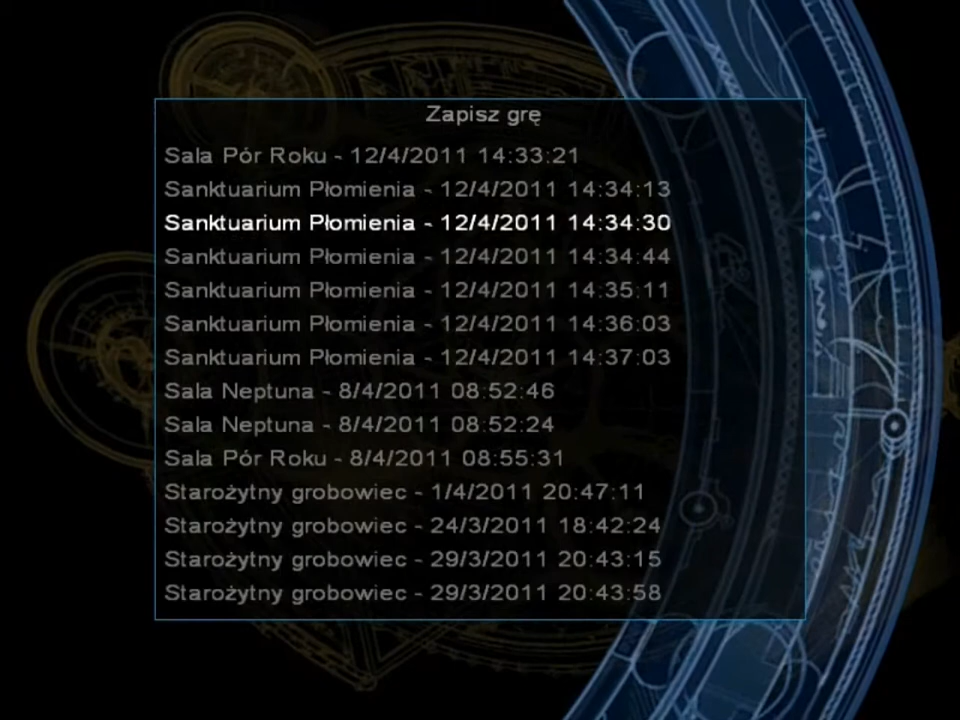 Zapisz grę
Sala Pór Roku - 12/4/2011 14:33:21
Sanktuarium Płomienia - 12/4/2011 14:34:13
Sanktuarium Płomienia - 12/4/2011 14:34:30
Sanktuarium Płomienia - 12/4/2011 14:34:44
Sanktuarium Płomienia - 12/4/2011 14:35:11
Sanktuarium Płomienia - 12/4/2011 14:36:03
Sanktuarium Płomienia - 12/4/2011 14:37:03
Sala Neptuna - 8/4/2011 08:52:46
Sala Neptuna - 8/4/2011 08:52:24
Sala Pór Roku - 8/4/2011 08:55:31
Starożytny grobowiec - 1/4/2011 20:47:11
Starożytny grobowiec - 24/3/2011 18:42:24
Starożytny grobowiec - 29/3/2011 20:43:15
Starożytny grobowiec - 29/3/2011 20:43:58